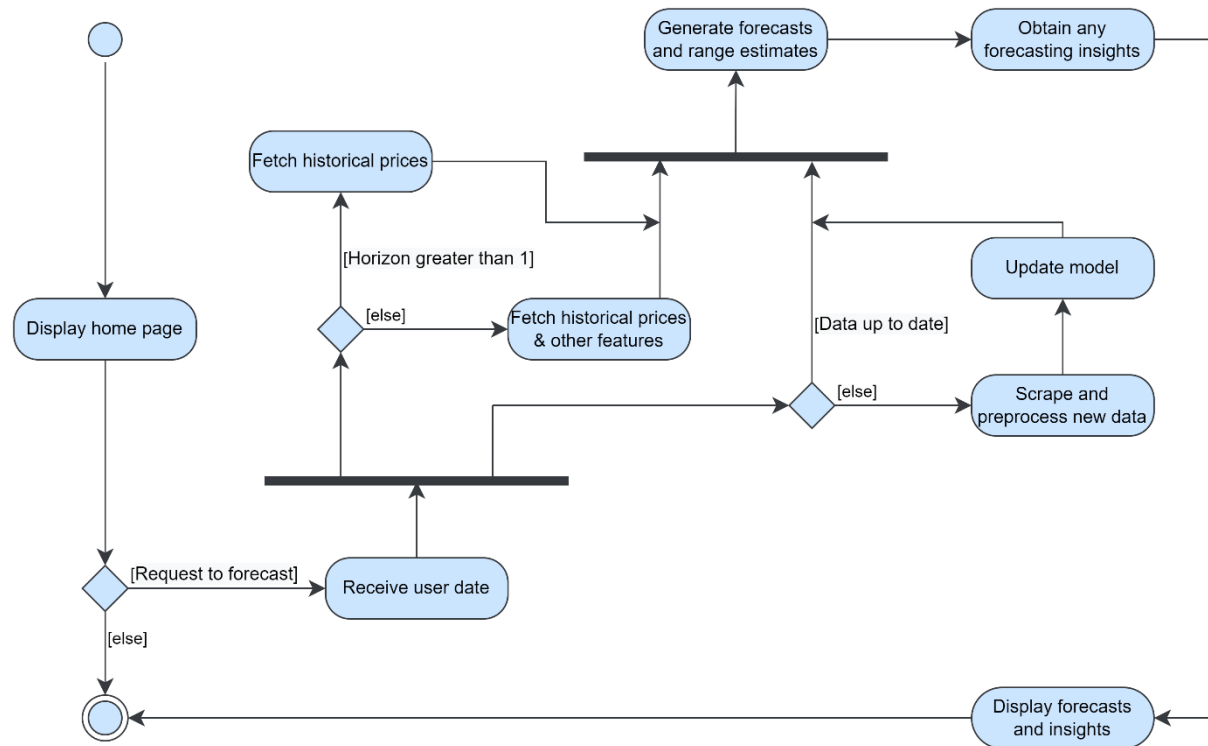 Generate forecasts
and range estimates
Obtain any
forecasting insights
Fetch historical prices
[Horizon greater than 1]
Update model
Display home page
[else]
Fetch historical prices
& other features
[Data up to date]
[else]
Scrape and
preprocess new data
[Request to forecast]
Receive user date
[else]
Display forecasts
and insights